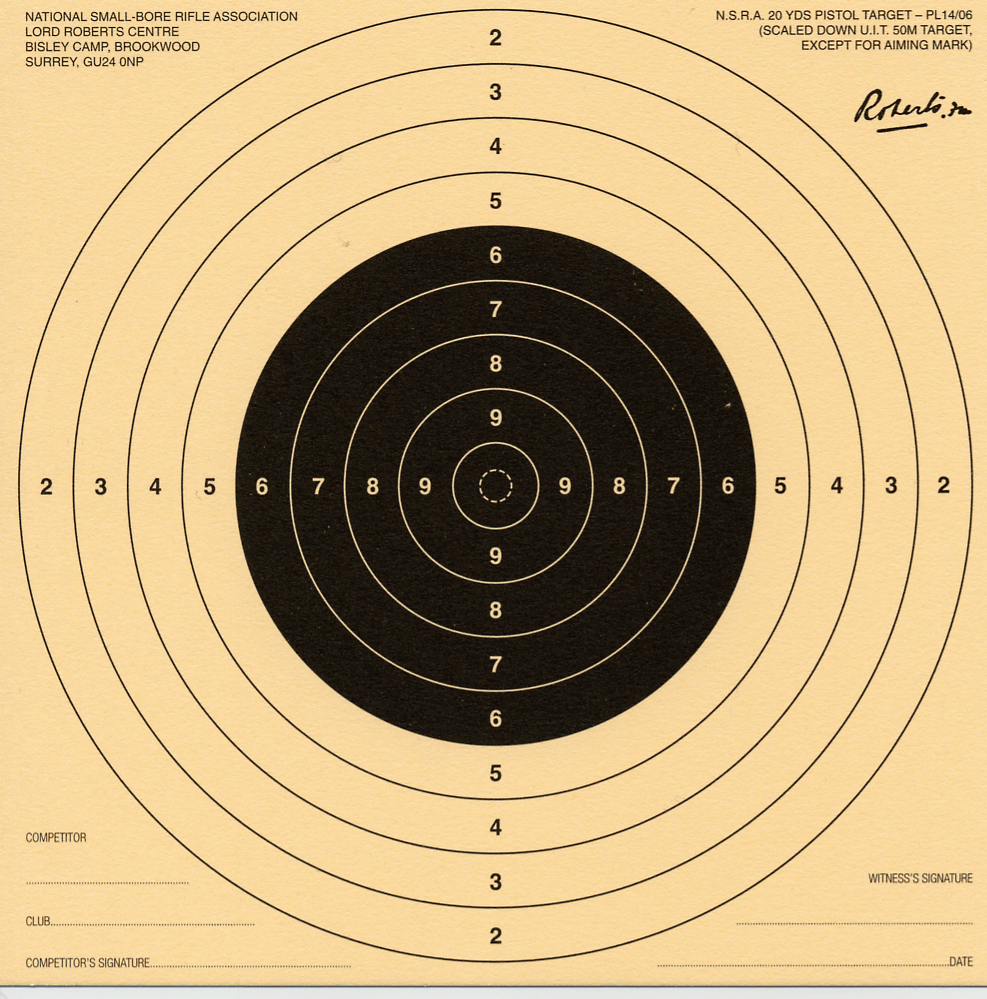 NATIONAL SMALL-BORE RIFLE ASSOCIATION
LORD ROBERTS CENTRE
BISLEY CAMP, BROOKWOOD
SURREY, GU24 0NP
N.S.R.A. 20 YDS PISTOL TARGET – PL14/06
(SCALED DOWN U.I.T. 50M TARGET,
EXCEPT FOR AIMING MARK)
Roberts.
2
3
4
5
6
7
8
9
2 3 4 5 6 7 8 9 9 8 7 6 5 4 3 2
9
8
7
6
5
4
3
2
COMPETITOR
CLUB
COMPETITOR'S SIGNATURE
WITNESS'S SIGNATURE
DATE